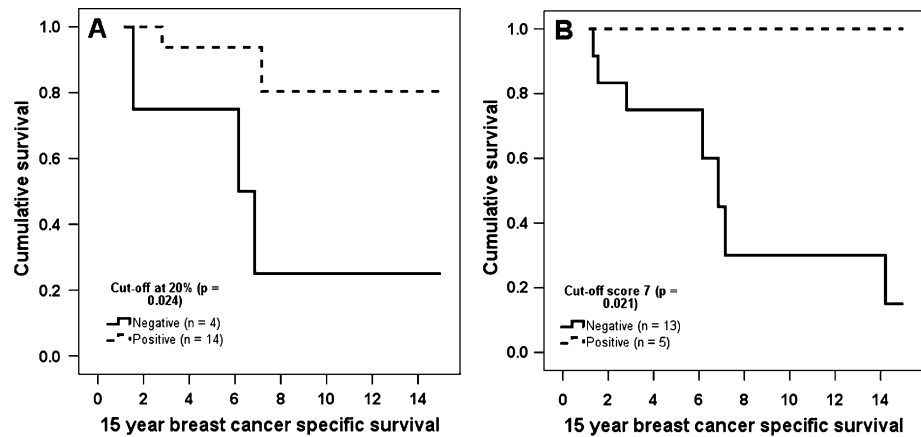 A
Cumulative survival
1.0
0.8
0.6
0.4
0.2
0.0
Cut-off at 20% (p =
0.024)
Negative (n = 4)
Positive (n = 14)
0 2 4 6 8 10 12 14
15 year breast cancer specific survival
B
Cumulative survival
1.0
0.8
0.6
0.4
0.2
0.0
Cut-off score 7 (p =
0.021)
Negative (n = 13)
Positive (n = 5)
0 2 4 6 8 10 12 14
15 year breast cancer specific survival